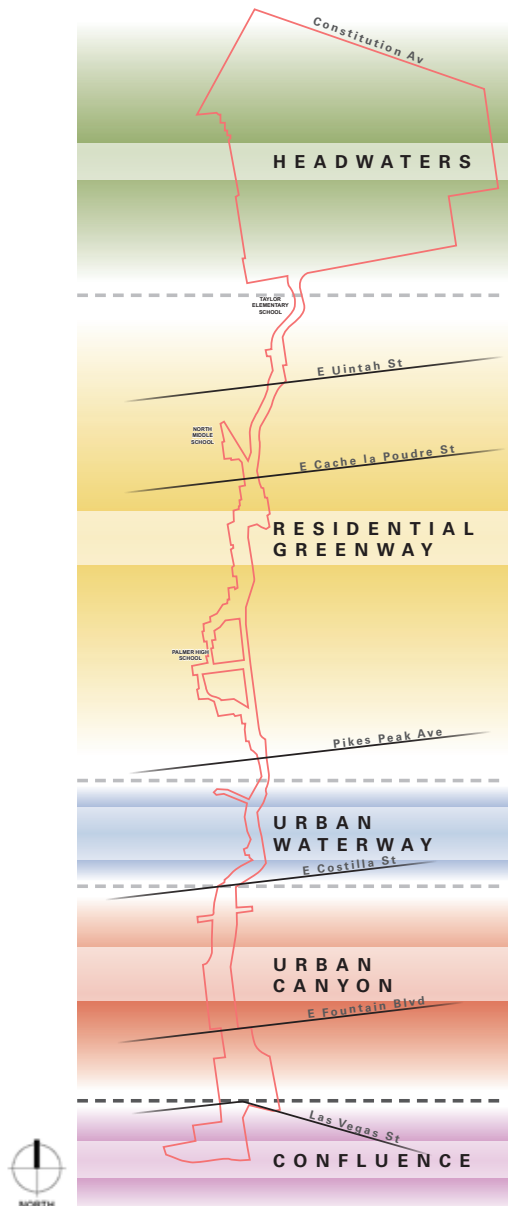 Constitution Av
HEADWATERS
TAYLOR
ELEMENTARY
SCHOOL
E Uintah St
NORTH
MIDDLE
SCHOOL
E Cache la Poudre St
RESIDENTIAL
GREENWAY
PALMER HIGH
SCHOOL
Pikes Peak Ave
URBAN
WATERWAY
E Costilla St
URBAN
CANYON
E Fountain Blvd
Las Vegas St
CONFLUENCE
NORTH